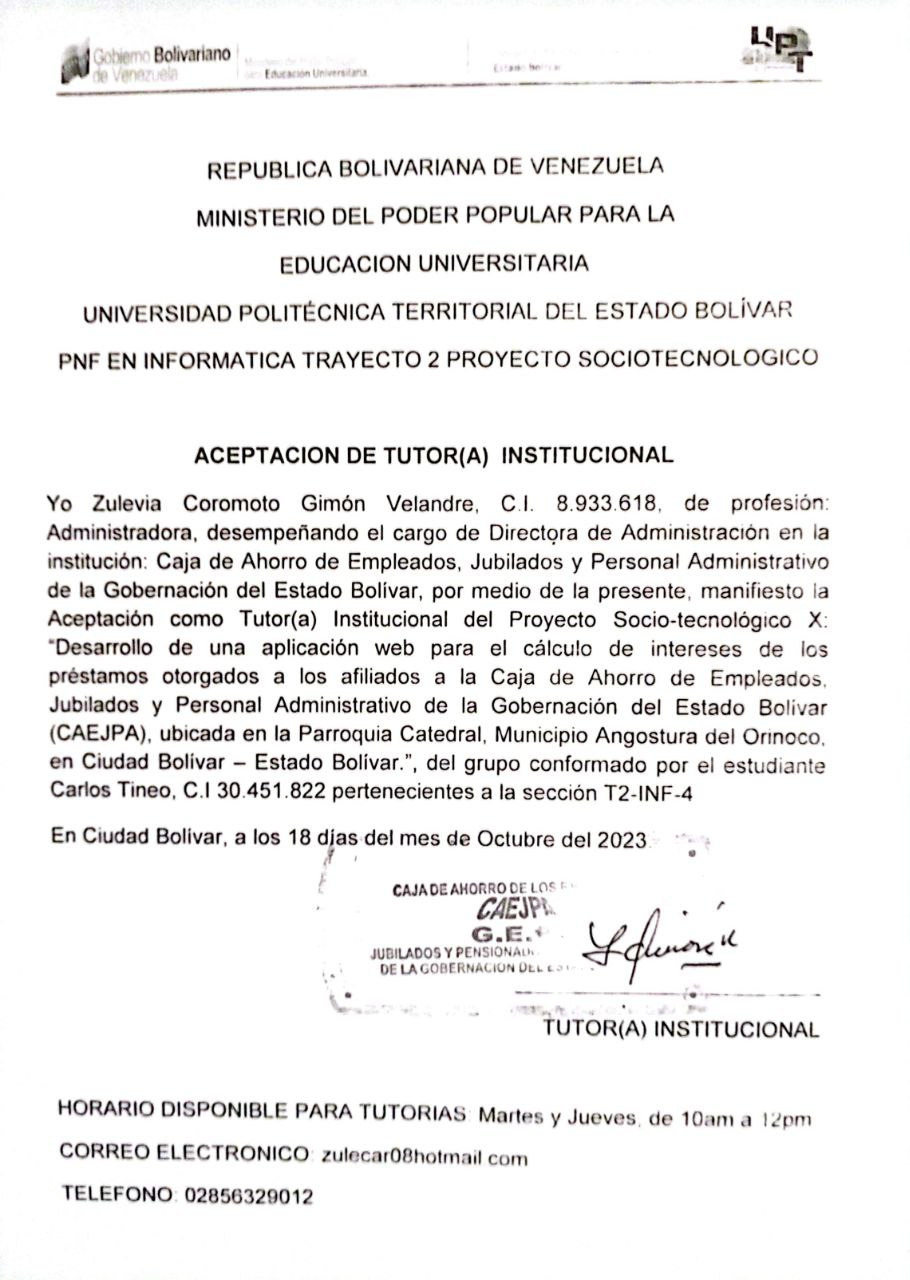 Gobierno Bolivariano
de Venezuela
Educación Universitaria
Estado Bolívar
UPT
REPUBLICA BOLIVARIANA DE VENEZUELA
MINISTERIO DEL PODER POPULAR PARA LA
EDUCACION UNIVERSITARIA
UNIVERSIDAD POLITÉCNICA TERRITORIAL DEL ESTADO BOLÍVAR
PNF EN INFORMATICA TRAYECTO 2 PROYECTO SOCIOTECNOLOGICO
ACEPTACION DE TUTOR(A) INSTITUCIONAL
Yo Zulevia Coromoto Gimón Velandre, C.I. 8.933.618, de profesión:
Administradora, desempeñando el cargo de Directora de Administración en la
institución: Caja de Ahorro de Empleados, Jubilados y Personal Administrativo
de la Gobernación del Estado Bolívar, por medio de la presente, manifiesto la
Aceptación como Tutor(a) Institucional del Proyecto Socio-tecnológico X:
“Desarrollo de una aplicación web para el cálculo de intereses de los
préstamos otorgados a los afiliados a la Caja de Ahorro de Empleados,
Jubilados y Personal Administrativo de la Gobernación del Estado Bolívar
(CAEJPA), ubicada en la Parroquia Catedral, Municipio Angostura del Orinoco,
en Ciudad Bolívar – Estado Bolívar.”, del grupo conformado por el estudiante
Carlos Tineo, C.I 30.451.822 pertenecientes a la sección T2-INF-4
En Ciudad Bolívar, a los 18 días del mes de Octubre del 2023.
CAJA DE AHORRO DE LOS
CAEJPA
G.E.
JUBILADOS Y
DE LA GOBERNACION DEL
TUTOR(A) INSTITUCIONAL
HORARIO DISPONIBLE PARA TUTORIAS: Martes y Jueves, de 10am a 12pm
CORREO ELECTRONICO: zulecar08hotmail.com
TELEFONO: 02856329012